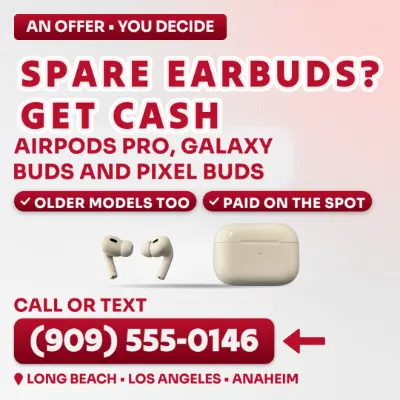 AN OFFER • YOU DECIDE
SPARE EARBUDS?
GET CASH
AIRPODS PRO, GALAXY
BUDS AND PIXEL BUDS
✓ OLDER MODELS TOO ✓ PAID ON THE SPOT
CALL OR TEXT
(909) 555-0146
LONG BEACH • LOS ANGELES • ANAHEIM